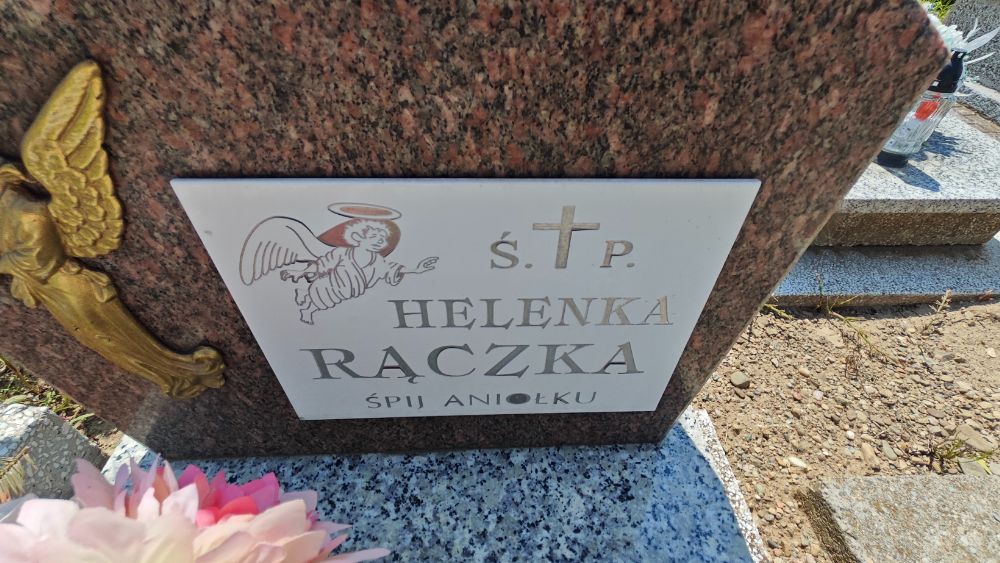 Ś. P.
HELENKA
RĄCZKA
ŚPIJ ANIOŁKU